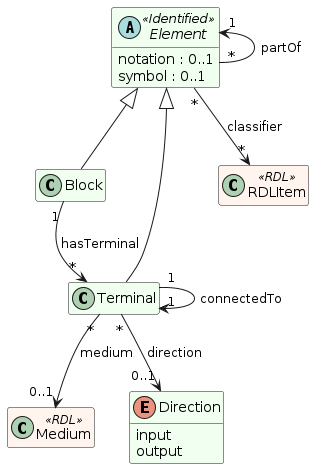 A «Identified»
Element
notation : 0..1
symbol : 0..1
1
*
partOf
*
classifier
*
C Block
C «RDL»
RDLItem
1
hasTerminal
*
C Terminal
1
1
connectedTo
*
*
medium
direction
0..1
0..1
C «RDL»
Medium
E Direction
input
output